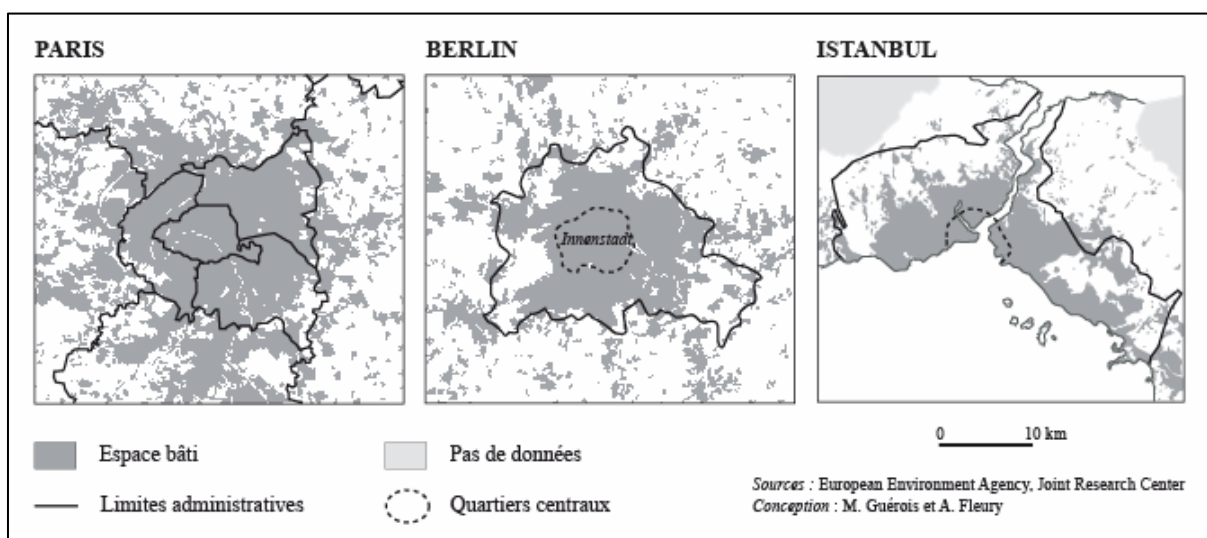 PARIS
BERLIN
ISTANBUL
Innenstadt
Espace bâti
Pas de données
0 10 km
Limites administratives
Quartiers centraux
Sources : European Environment Agency, Joint Research Center
Conception : M. Guérois et A. Fleury